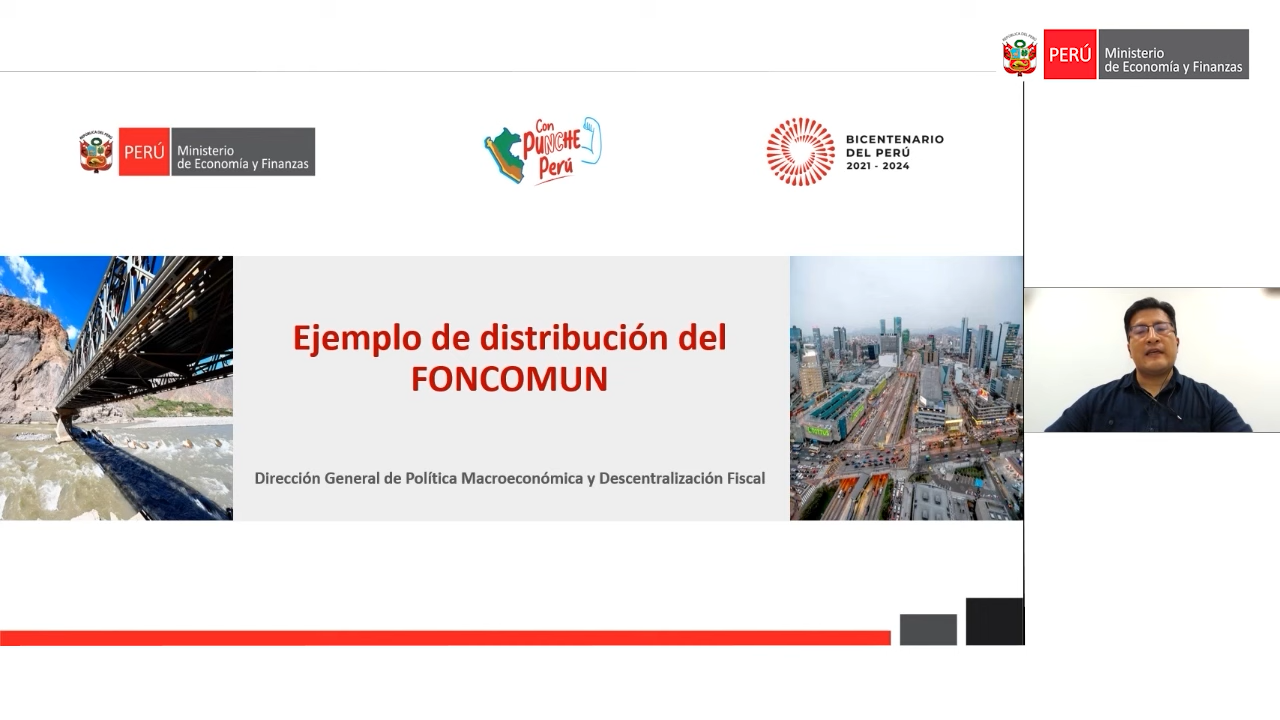 PERÚ
Ministerio
de Economía y Finanzas
PERÚ
Ministerio
de Economía y Finanzas
Con
PUNCHE
Perú
BICENTENARIO
DEL PERÚ
2021 - 2024
Ejemplo de distribución del
FONCOMUN
Dirección General de Política Macroeconómica y Descentralización Fiscal